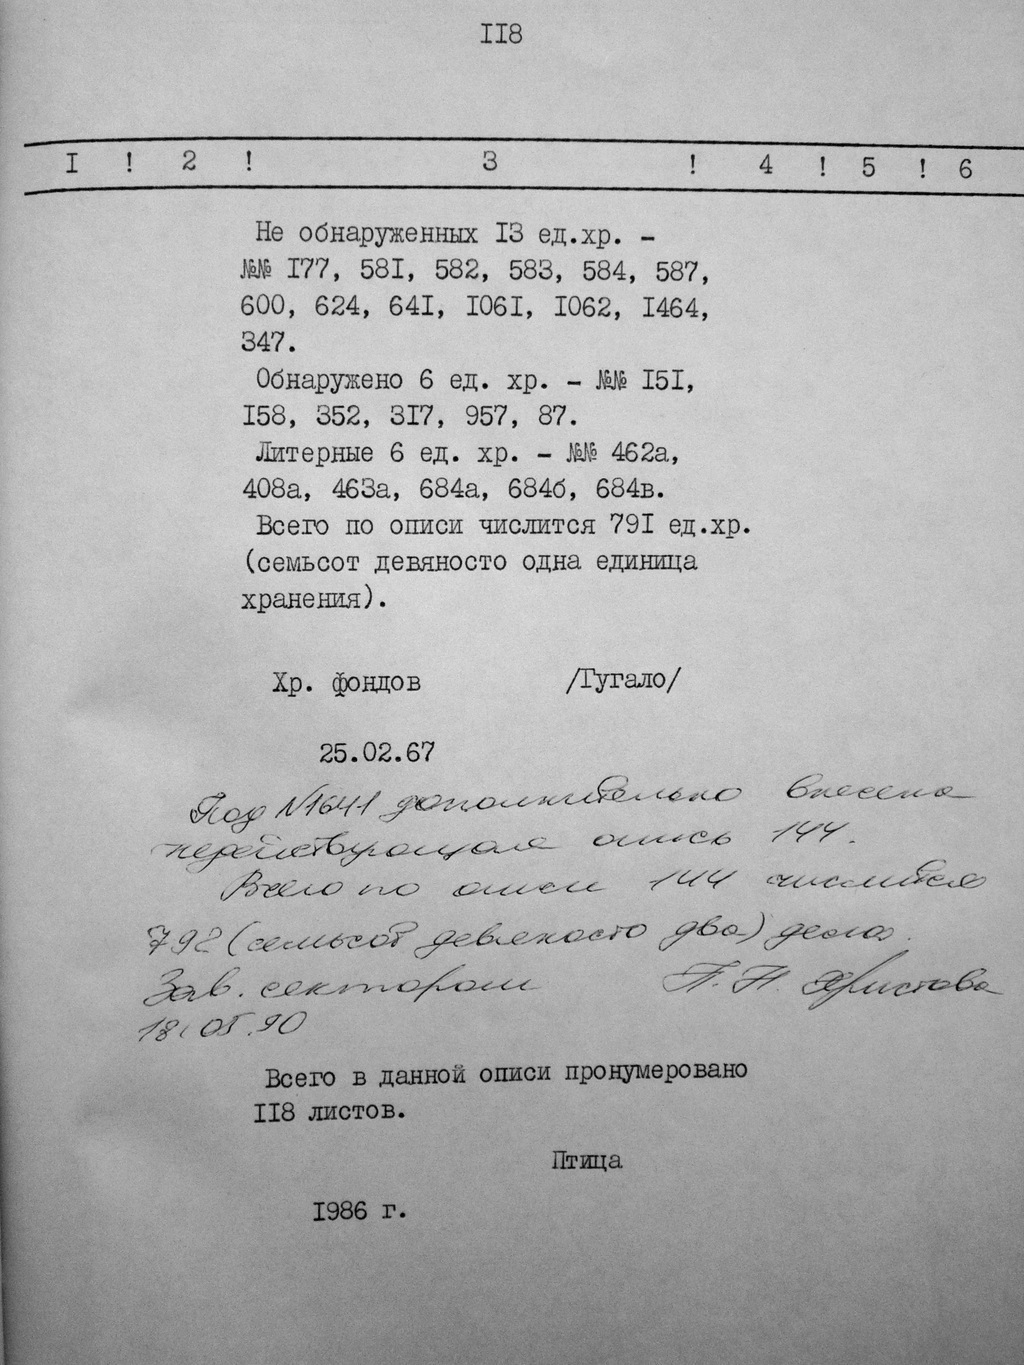 II8
I ! 2 ! 3 ! 4 ! 5 ! 6
Не обнаруженных I3 ед.хр. -
№№ I77, 58I, 582, 583, 584, 587,
600, 624, 64I, I06I, I062, I464,
347.
Обнаружено 6 ед. хр. - №№ I5I,
I58, 352, 3I7, 957, 87.
Литерные 6 ед. хр. - №№ 462а,
408а, 463а, 684а, 684б, 684в.
Всего по описи числится 79I ед.хр.
(семьсот девяносто одна единица
хранения).
Хр. фондов /Гугало/
25.02.67
Под N1641 дополнительно внесена
недействующая опись 144.
Всего по описи 144 числится
792 (семьсот девяносто два) дела.
Зав. сектором П. Н. Христова
18.05.90
Всего в данной описи пронумеровано
II8 листов.
Птица
I986 г.